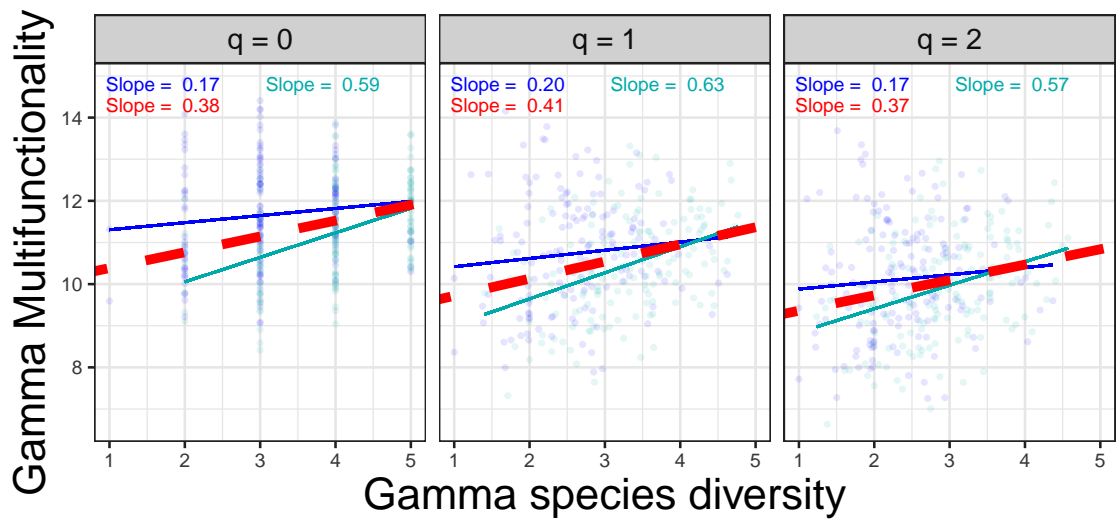 q = 0
q = 1
q = 2
Slope = 0.17
Slope = 0.59
Slope = 0.38
Slope = 0.20
Slope = 0.63
Slope = 0.41
Slope = 0.17
Slope = 0.57
Slope = 0.37
Gamma Multifunctionality
14
12
10
8
1 2 3 4 5
1 2 3 4 5
1 2 3 4 5
Gamma species diversity